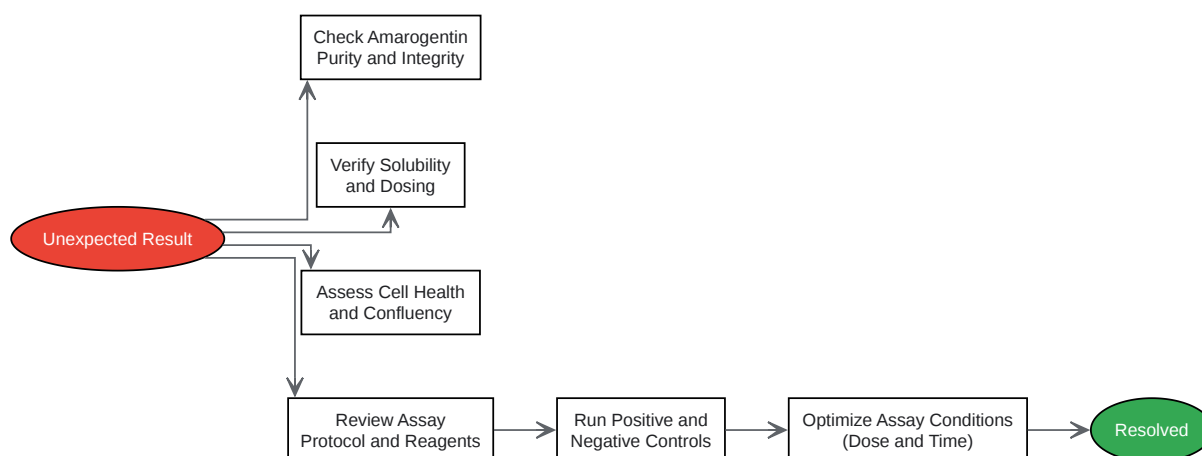 Check Amarogentin
Purity and Integrity
Verify Solubility
and Dosing
Unexpected Result
Assess Cell Health
and Confluency
Review Assay
Protocol and Reagents
Run Positive and
Negative Controls
Optimize Assay Conditions
(Dose and Time)
Resolved